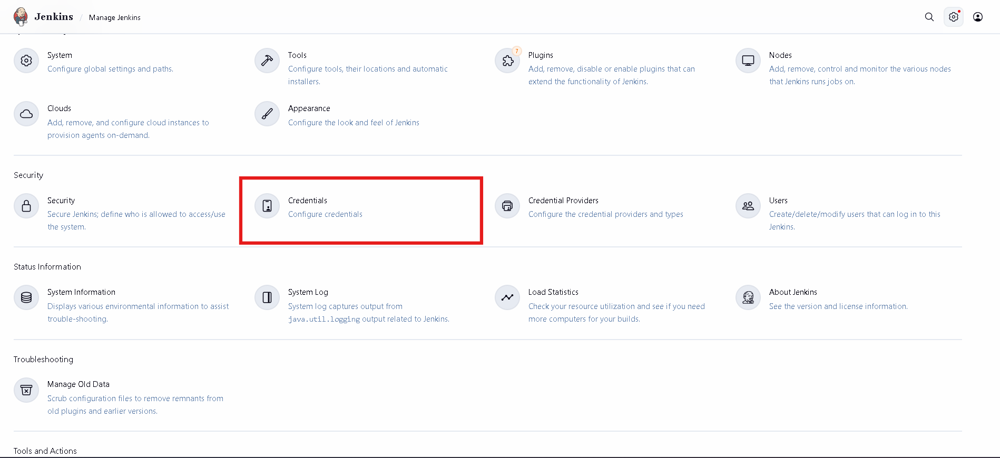 Jenkins / Manage Jenkins
System
Configure global settings and paths.
Tools
Configure tools, their locations and automatic
installers.
7
Plugins
Add, remove, disable or enable plugins that can
extend the functionality of Jenkins.
Nodes
Add, remove, control and monitor the various nodes
that Jenkins runs jobs on.
Clouds
Add, remove, and configure cloud instances to
provision agents on-demand.
Appearance
Configure the look and feel of Jenkins
Security
Security
Secure Jenkins; define who is allowed to access/use
the system.
Credentials
Configure credentials
Credential Providers
Configure the credential providers and types
Users
Create/delete/modify users that can log in to this
Jenkins.
Status Information
System Information
Displays various environmental information to assist
trouble-shooting.
System Log
System log captures output from
java.util.logging output related to Jenkins.
Load Statistics
Check your resource utilization and see if you need
more computers for your builds.
About Jenkins
See the version and license information.
Troubleshooting
Manage Old Data
Scrub configuration files to remove remnants from
old plugins and earlier versions.
Tools and Actions